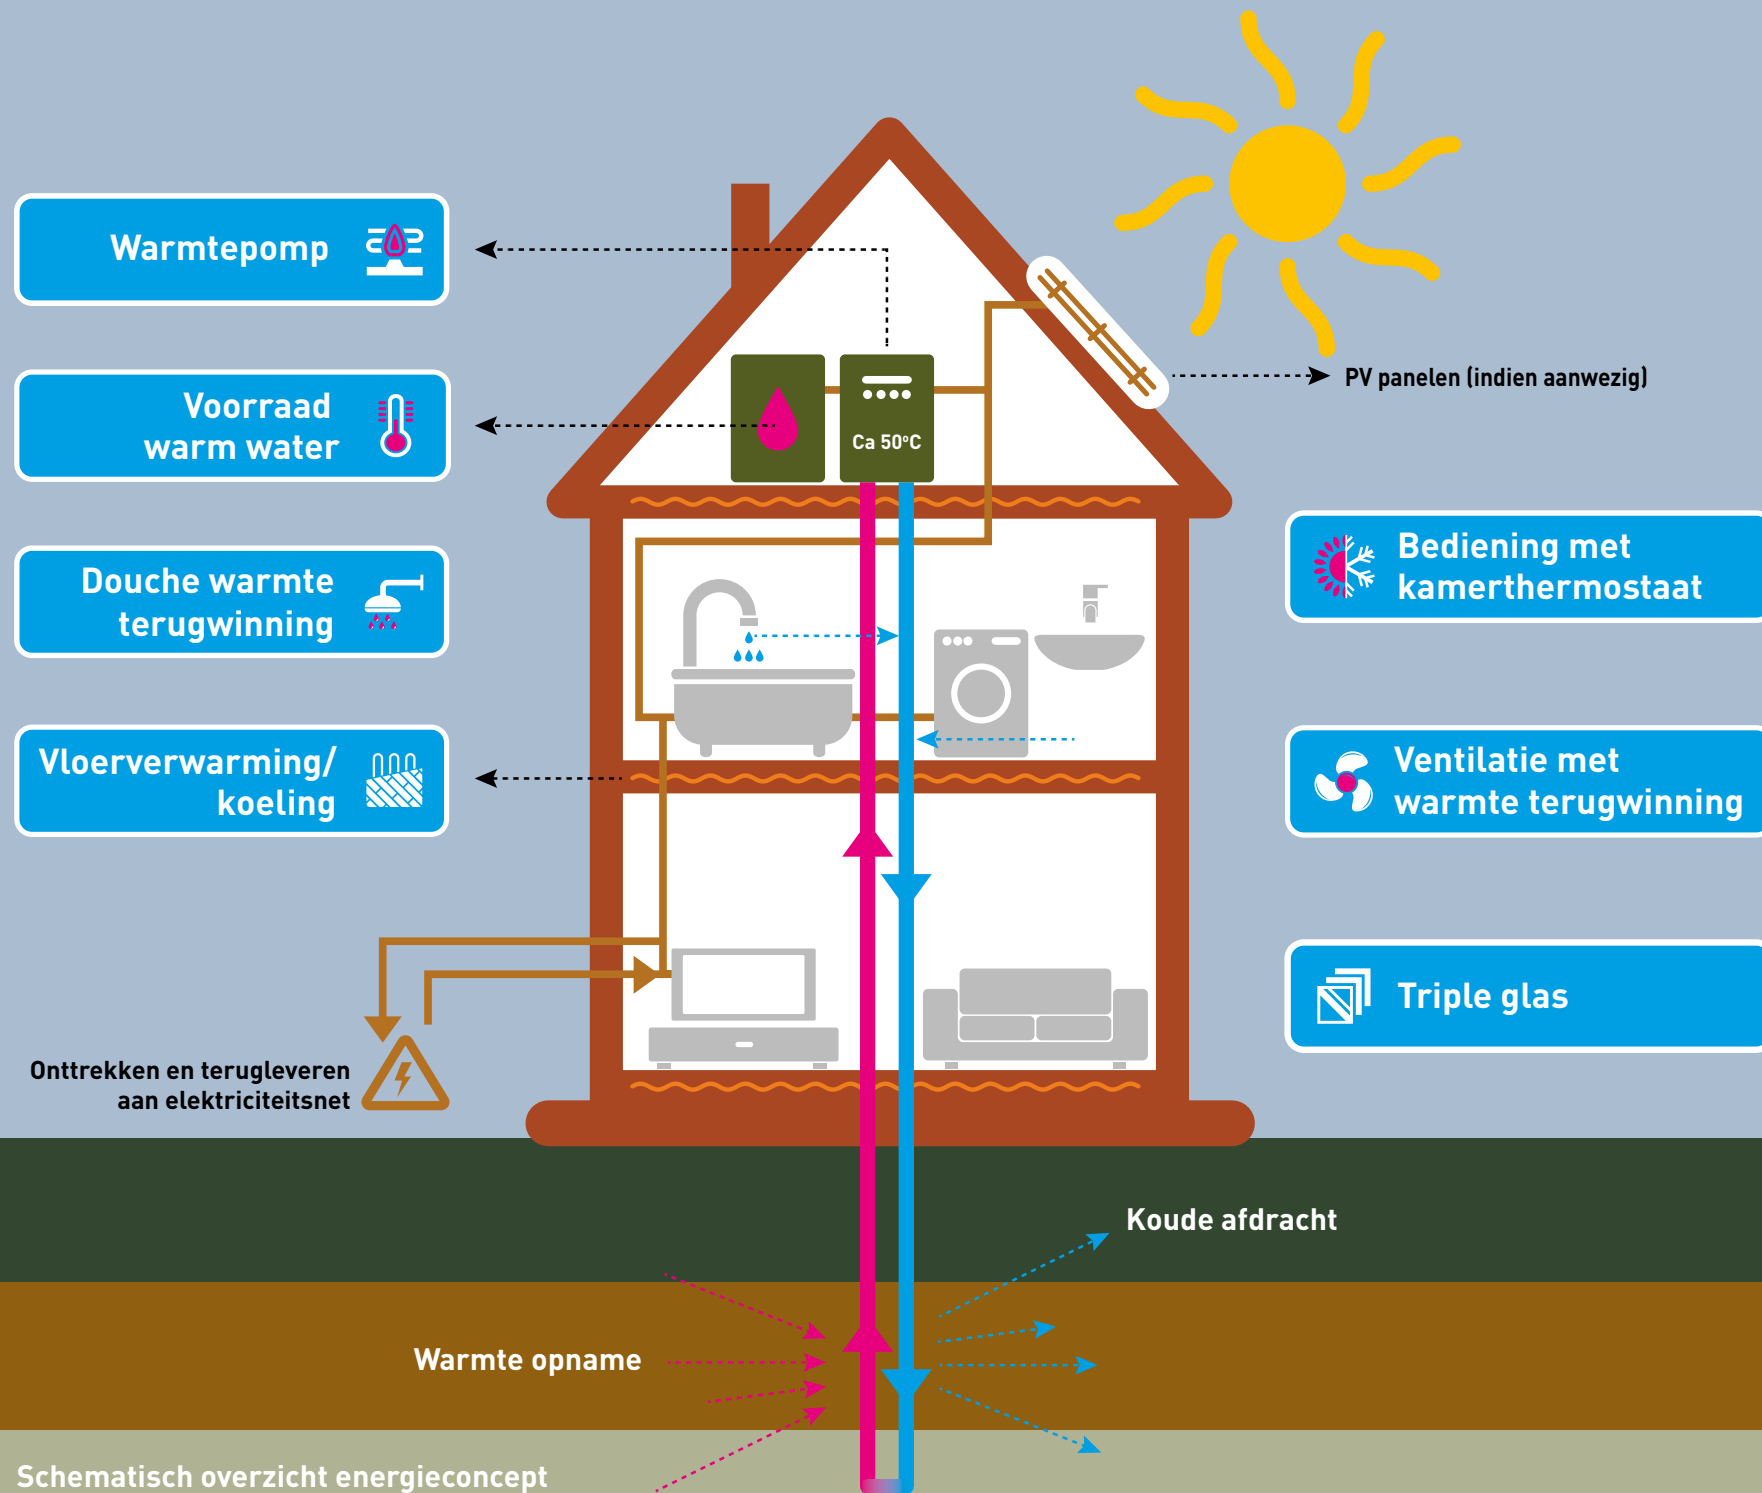 Warmtepomp
Voorraad
warm water
Douche warmte
terugwinning
Vloerverwarming/
koeling
Ca 50ºC
PV panelen (indien aanwezig)
Bediening met
kamerthermostaat
Ventilatie met
warmte terugwinning
Triple glas
Onttrekken en terugleveren
aan elektriciteitsnet
Koude afdracht
Warmte opname
Schematisch overzicht energieconcept